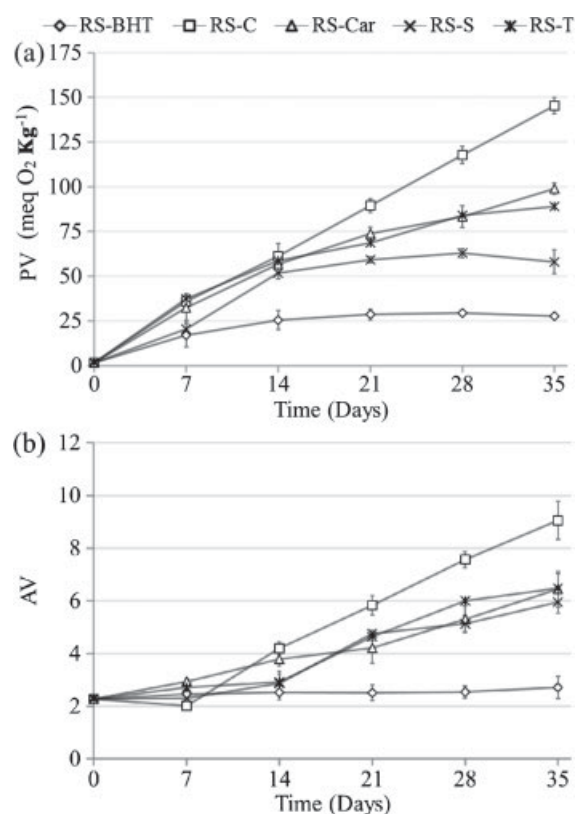 RS-BHT RS-C RS-Car RS-S RS-T
(a)
175
150
125
100
75
50
25
0
PV (meq O₂ Kg⁻¹)
0 7 14 21 28 35
Time (Days)
(b)
12
10
8
6
4
2
0
AV
0 7 14 21 28 35
Time (Days)